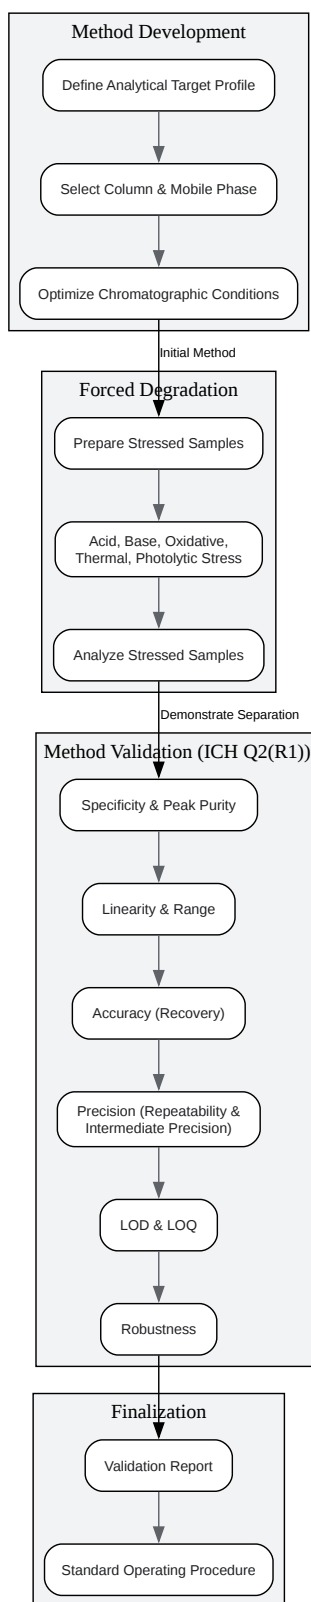 Method Development
Define Analytical Target Profile
Select Column & Mobile Phase
Optimize Chromatographic Conditions
Initial Method
Forced Degradation
Prepare Stressed Samples
Acid, Base, Oxidative,
Thermal, Photolytic Stress
Analyze Stressed Samples
Demonstrate Separation
Method Validation (ICH Q2(R1))
Specificity & Peak Purity
Linearity & Range
Accuracy (Recovery)
Precision (Repeatability &
Intermediate Precision)
LOD & LOQ
Robustness
Finalization
Validation Report
Standard Operating Procedure